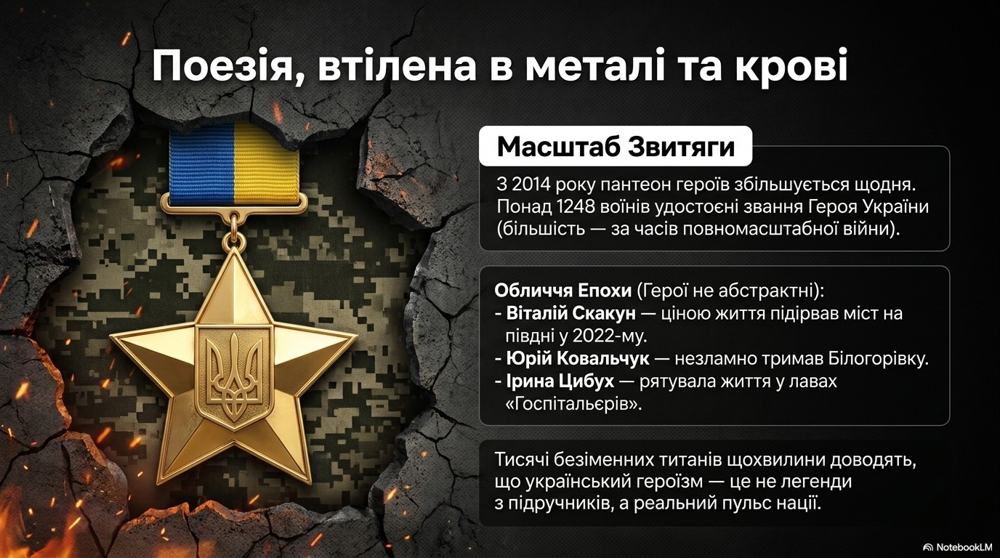 Поезія, втілена в металі та крові
Масштаб Звитяги
З 2014 року пантеон героїв збільшується щодня.
Понад 1248 воїнів удостоєні звання Героя України
(більшість — за часів повномасштабної війни).
Обличчя Епохи (Герої не абстрактні):
- Віталій Скакун — ціною життя підірвав міст на
півдні у 2022-му.
- Юрій Ковальчук — незламно тримав Білогорівку.
- Ірина Цибух — рятувала життя у лавах
«Госпітальєрів».
Тисячі безіменних титанів щохвилини доводять,
що український героїзм — це не легенди
з підручників, а реальний пульс нації.
NotebookLM